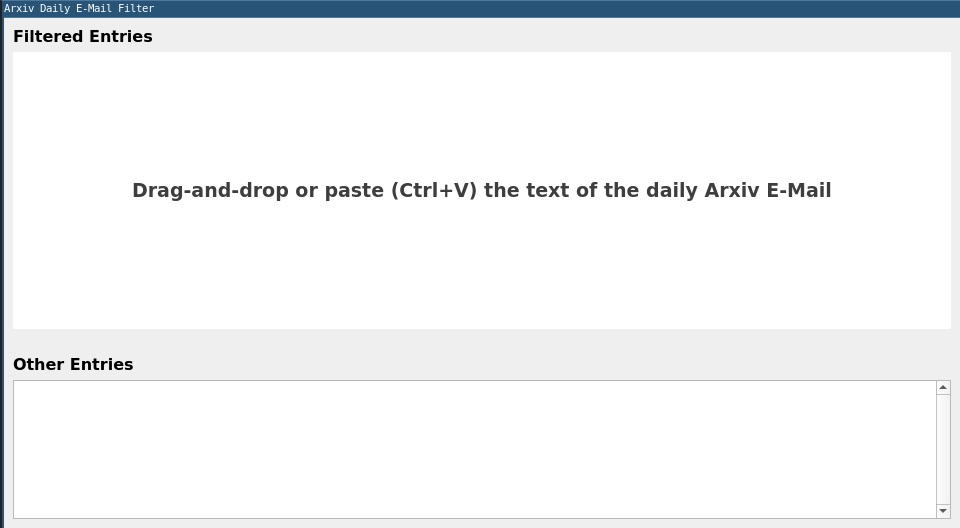 Arxiv Daily E-Mail Filter
Filtered Entries
Drag-and-drop or paste (Ctrl+V) the text of the daily Arxiv E-Mail
Other Entries